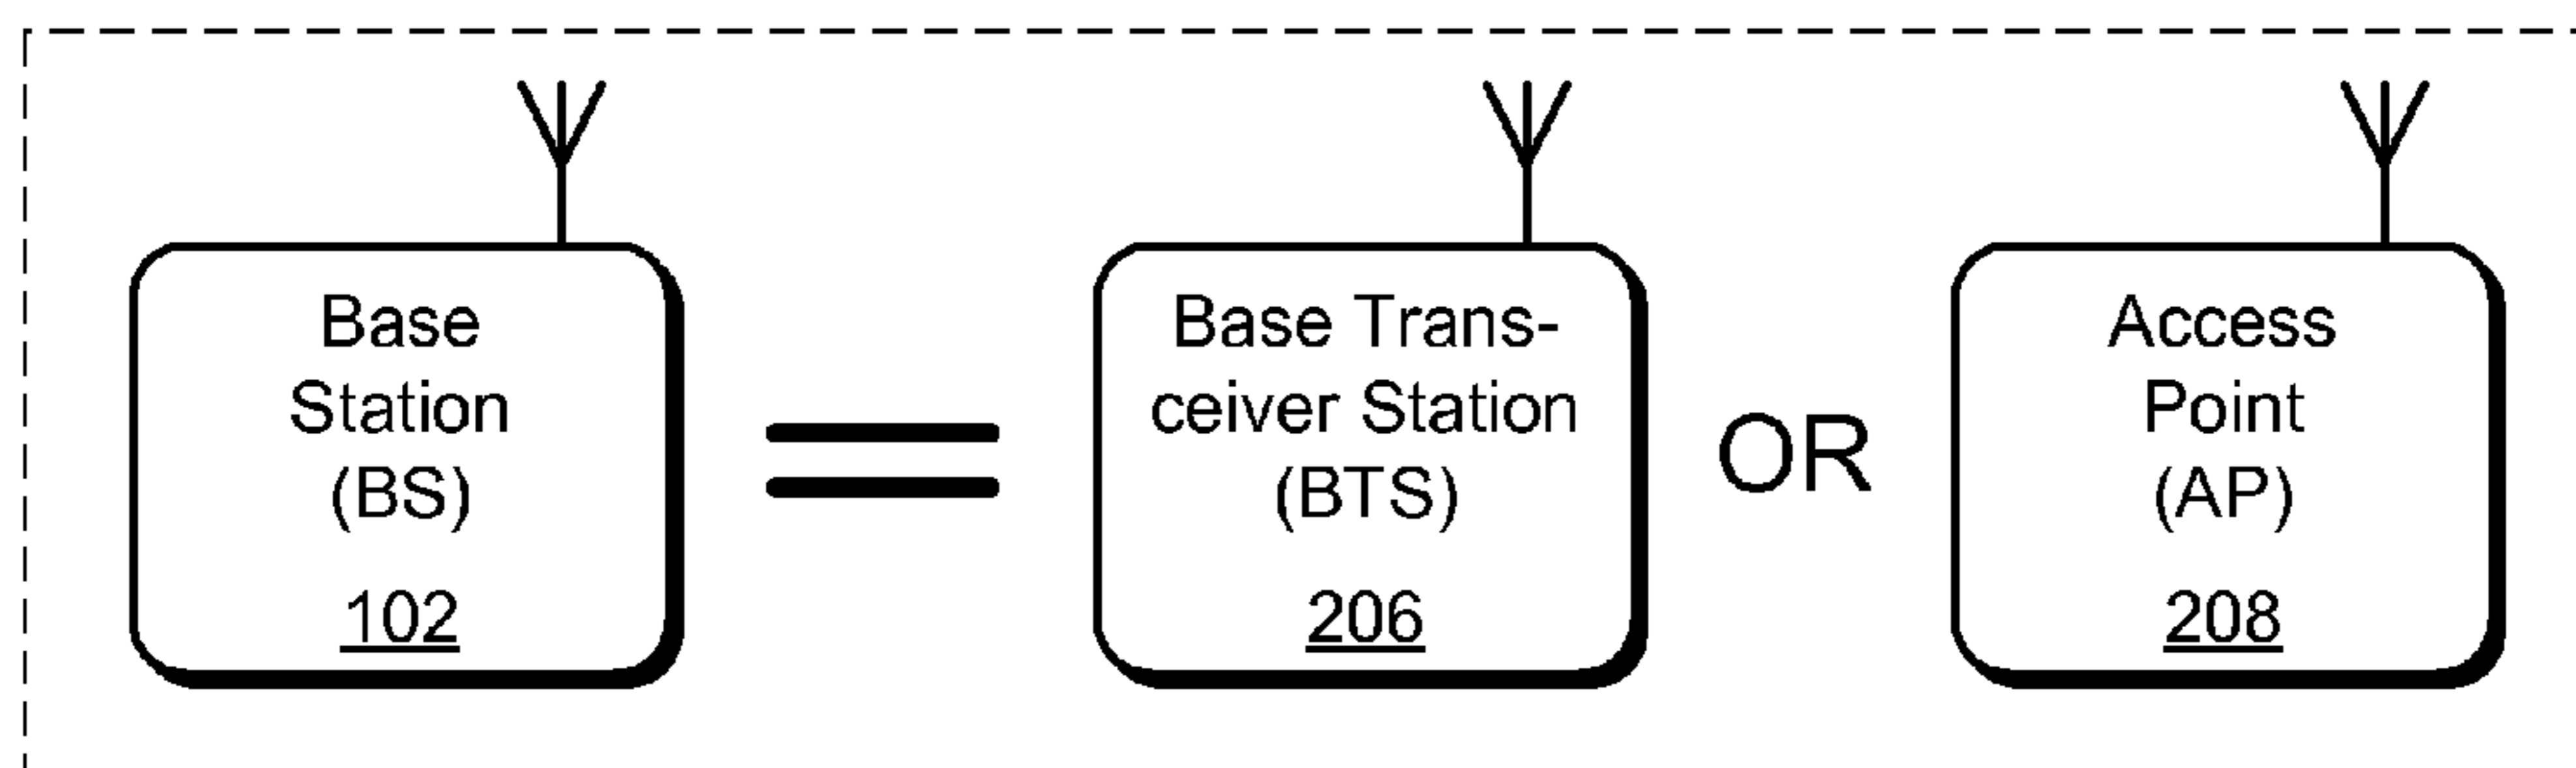 Base
Station
(BS)
102
=
Base Trans-
ceiver Station
(BTS)
206
OR
Access
Point
(AP)
208